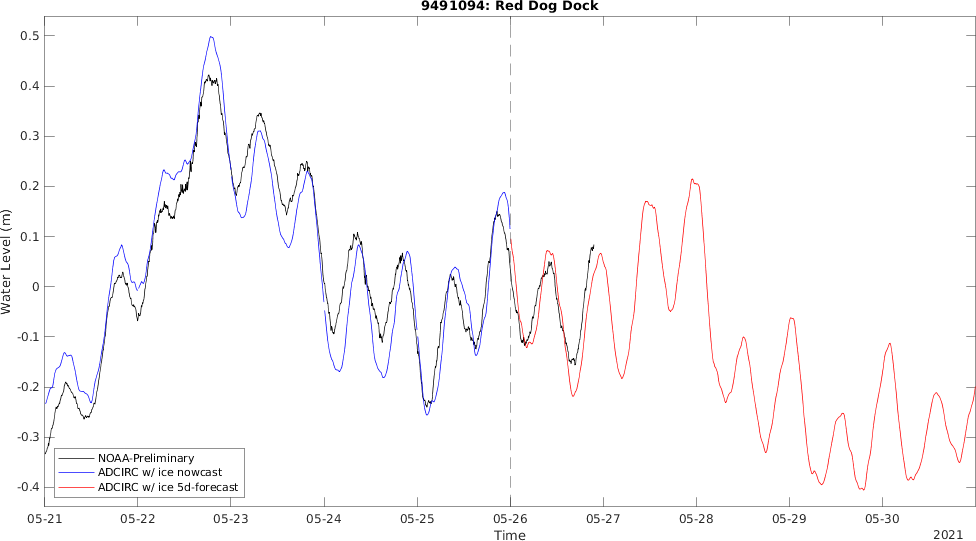 9491094: Red Dog Dock
0.5
0.4
0.3
0.2
0.1
0
-0.1
-0.2
-0.3
-0.4
Water Level (m)
NOAA-Preliminary
ADCIRC w/ ice nowcast
ADCIRC w/ ice 5d-forecast
05-21 05-22 05-23 05-24 05-25 05-26 05-27 05-28 05-29 05-30
Time
2021